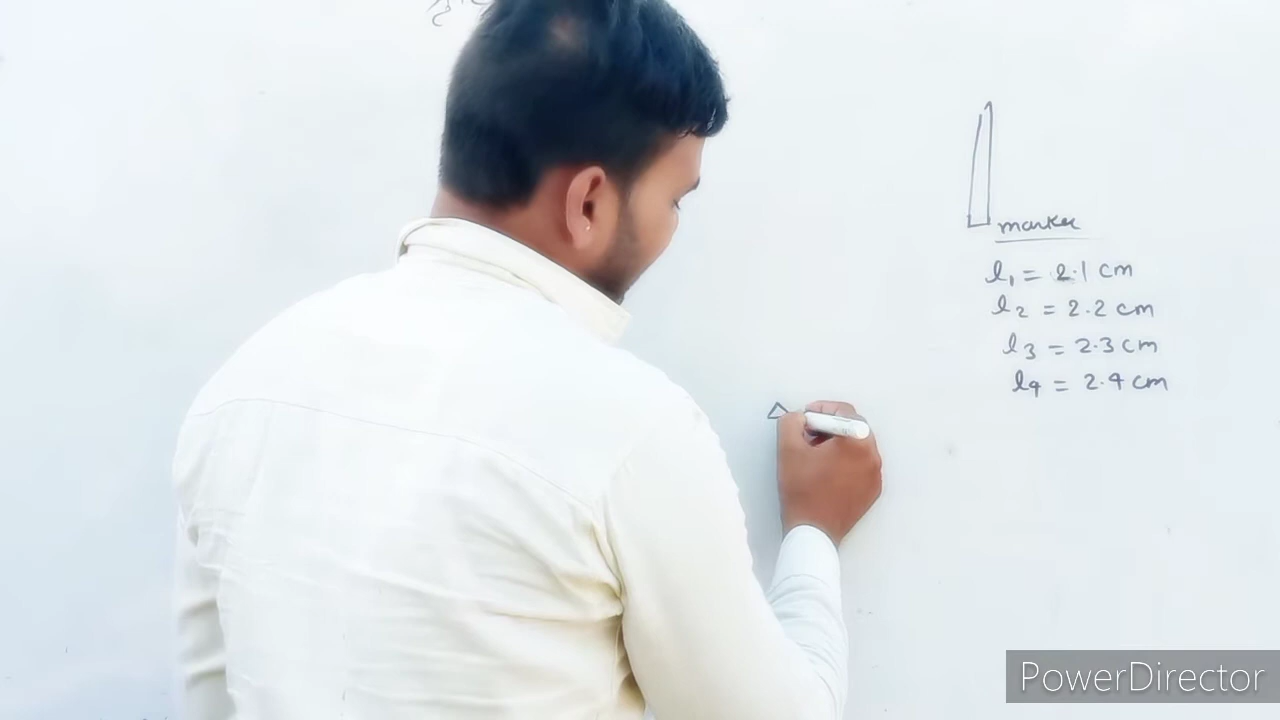 marker
l₁ = 2.1 cm
l₂ = 2.2 cm
l₃ = 2.3 cm
l₄ = 2.4 cm
PowerDirector